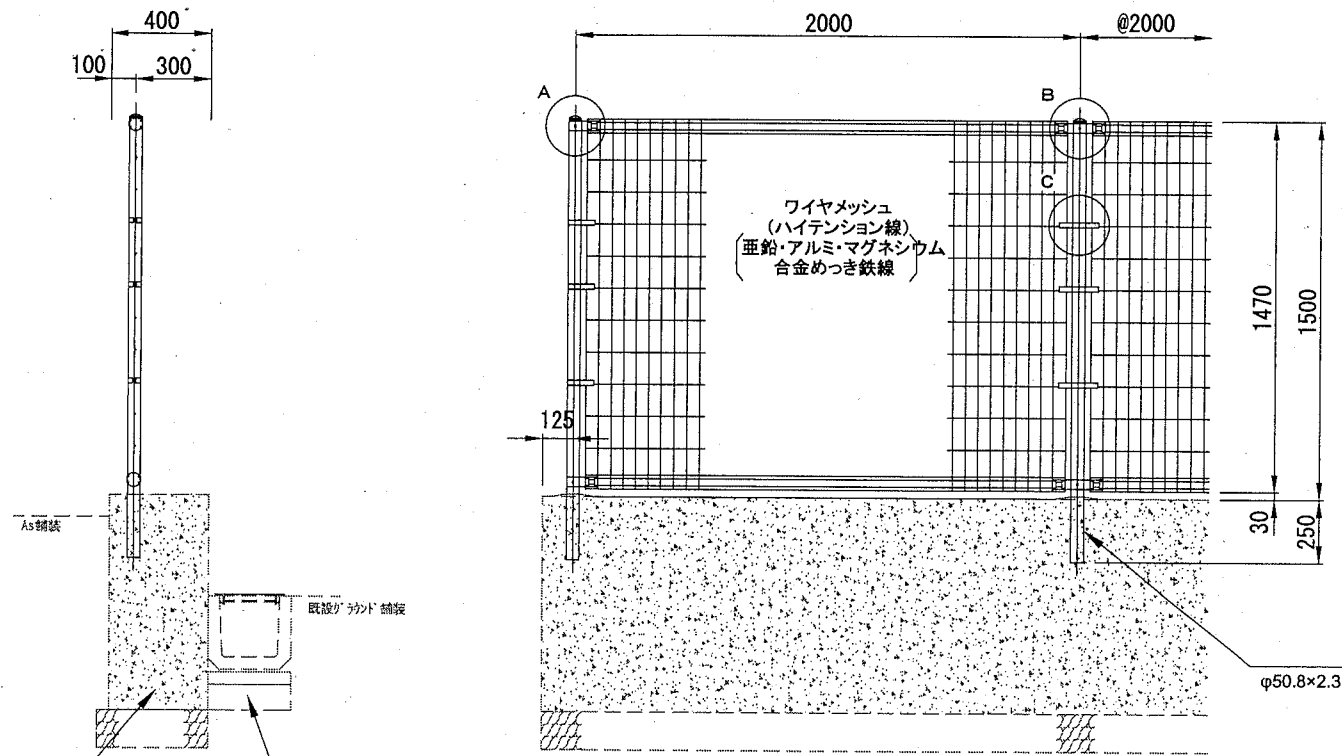 400
100
300
2000
@2000
A
B
C
ワイヤメッシュ
(ハイテンション線)
亜鉛・アルミ・マグネシウム
合金めっき鉄線
1470
1500
125
30
250
As舗装
既設グラウンド舗装
φ50.8×2.3